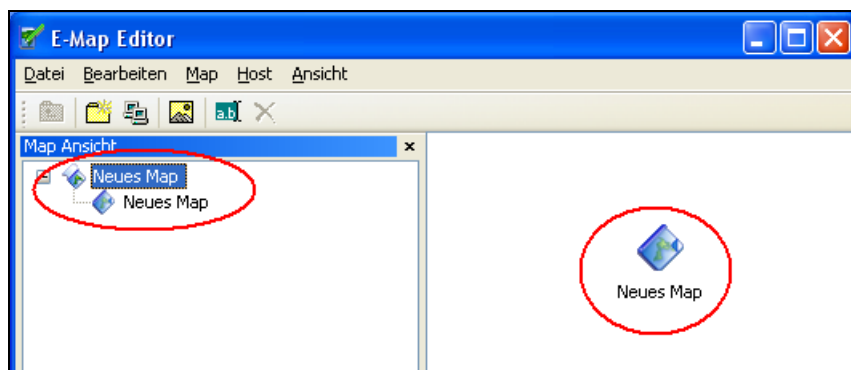 E-Map Editor
Datei Bearbeiten Map Host Ansicht
a.b
Map Ansicht
Neues Map
Neues Map
Neues Map